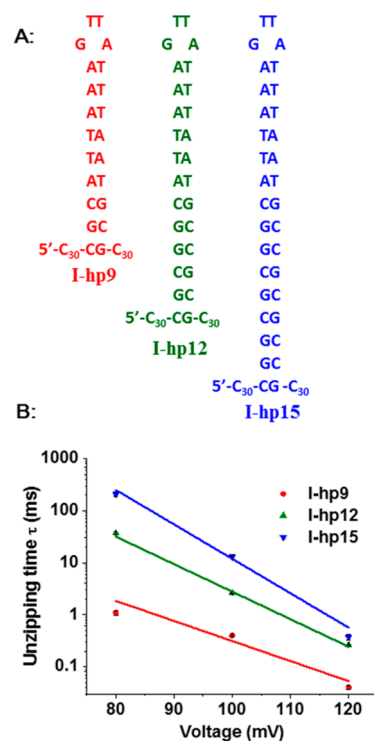 A:
TT TT TT
G A G A G A
AT AT AT
AT AT AT
AT AT AT
TA TA TA
TA TA TA
AT AT AT
CG CG CG
GC GC GC
5'-C30-CG-C30 GC GC
I-hp9 CG CG
GC GC
5'-C30-CG-C30 CG
I-hp12 GC
GC
5'-C30-CG -C30
I-hp15
B:
1000
100
10
1
0.1
Unzipping time τ (ms)
I-hp9
I-hp12
I-hp15
80 90 100 110 120
Voltage (mV)